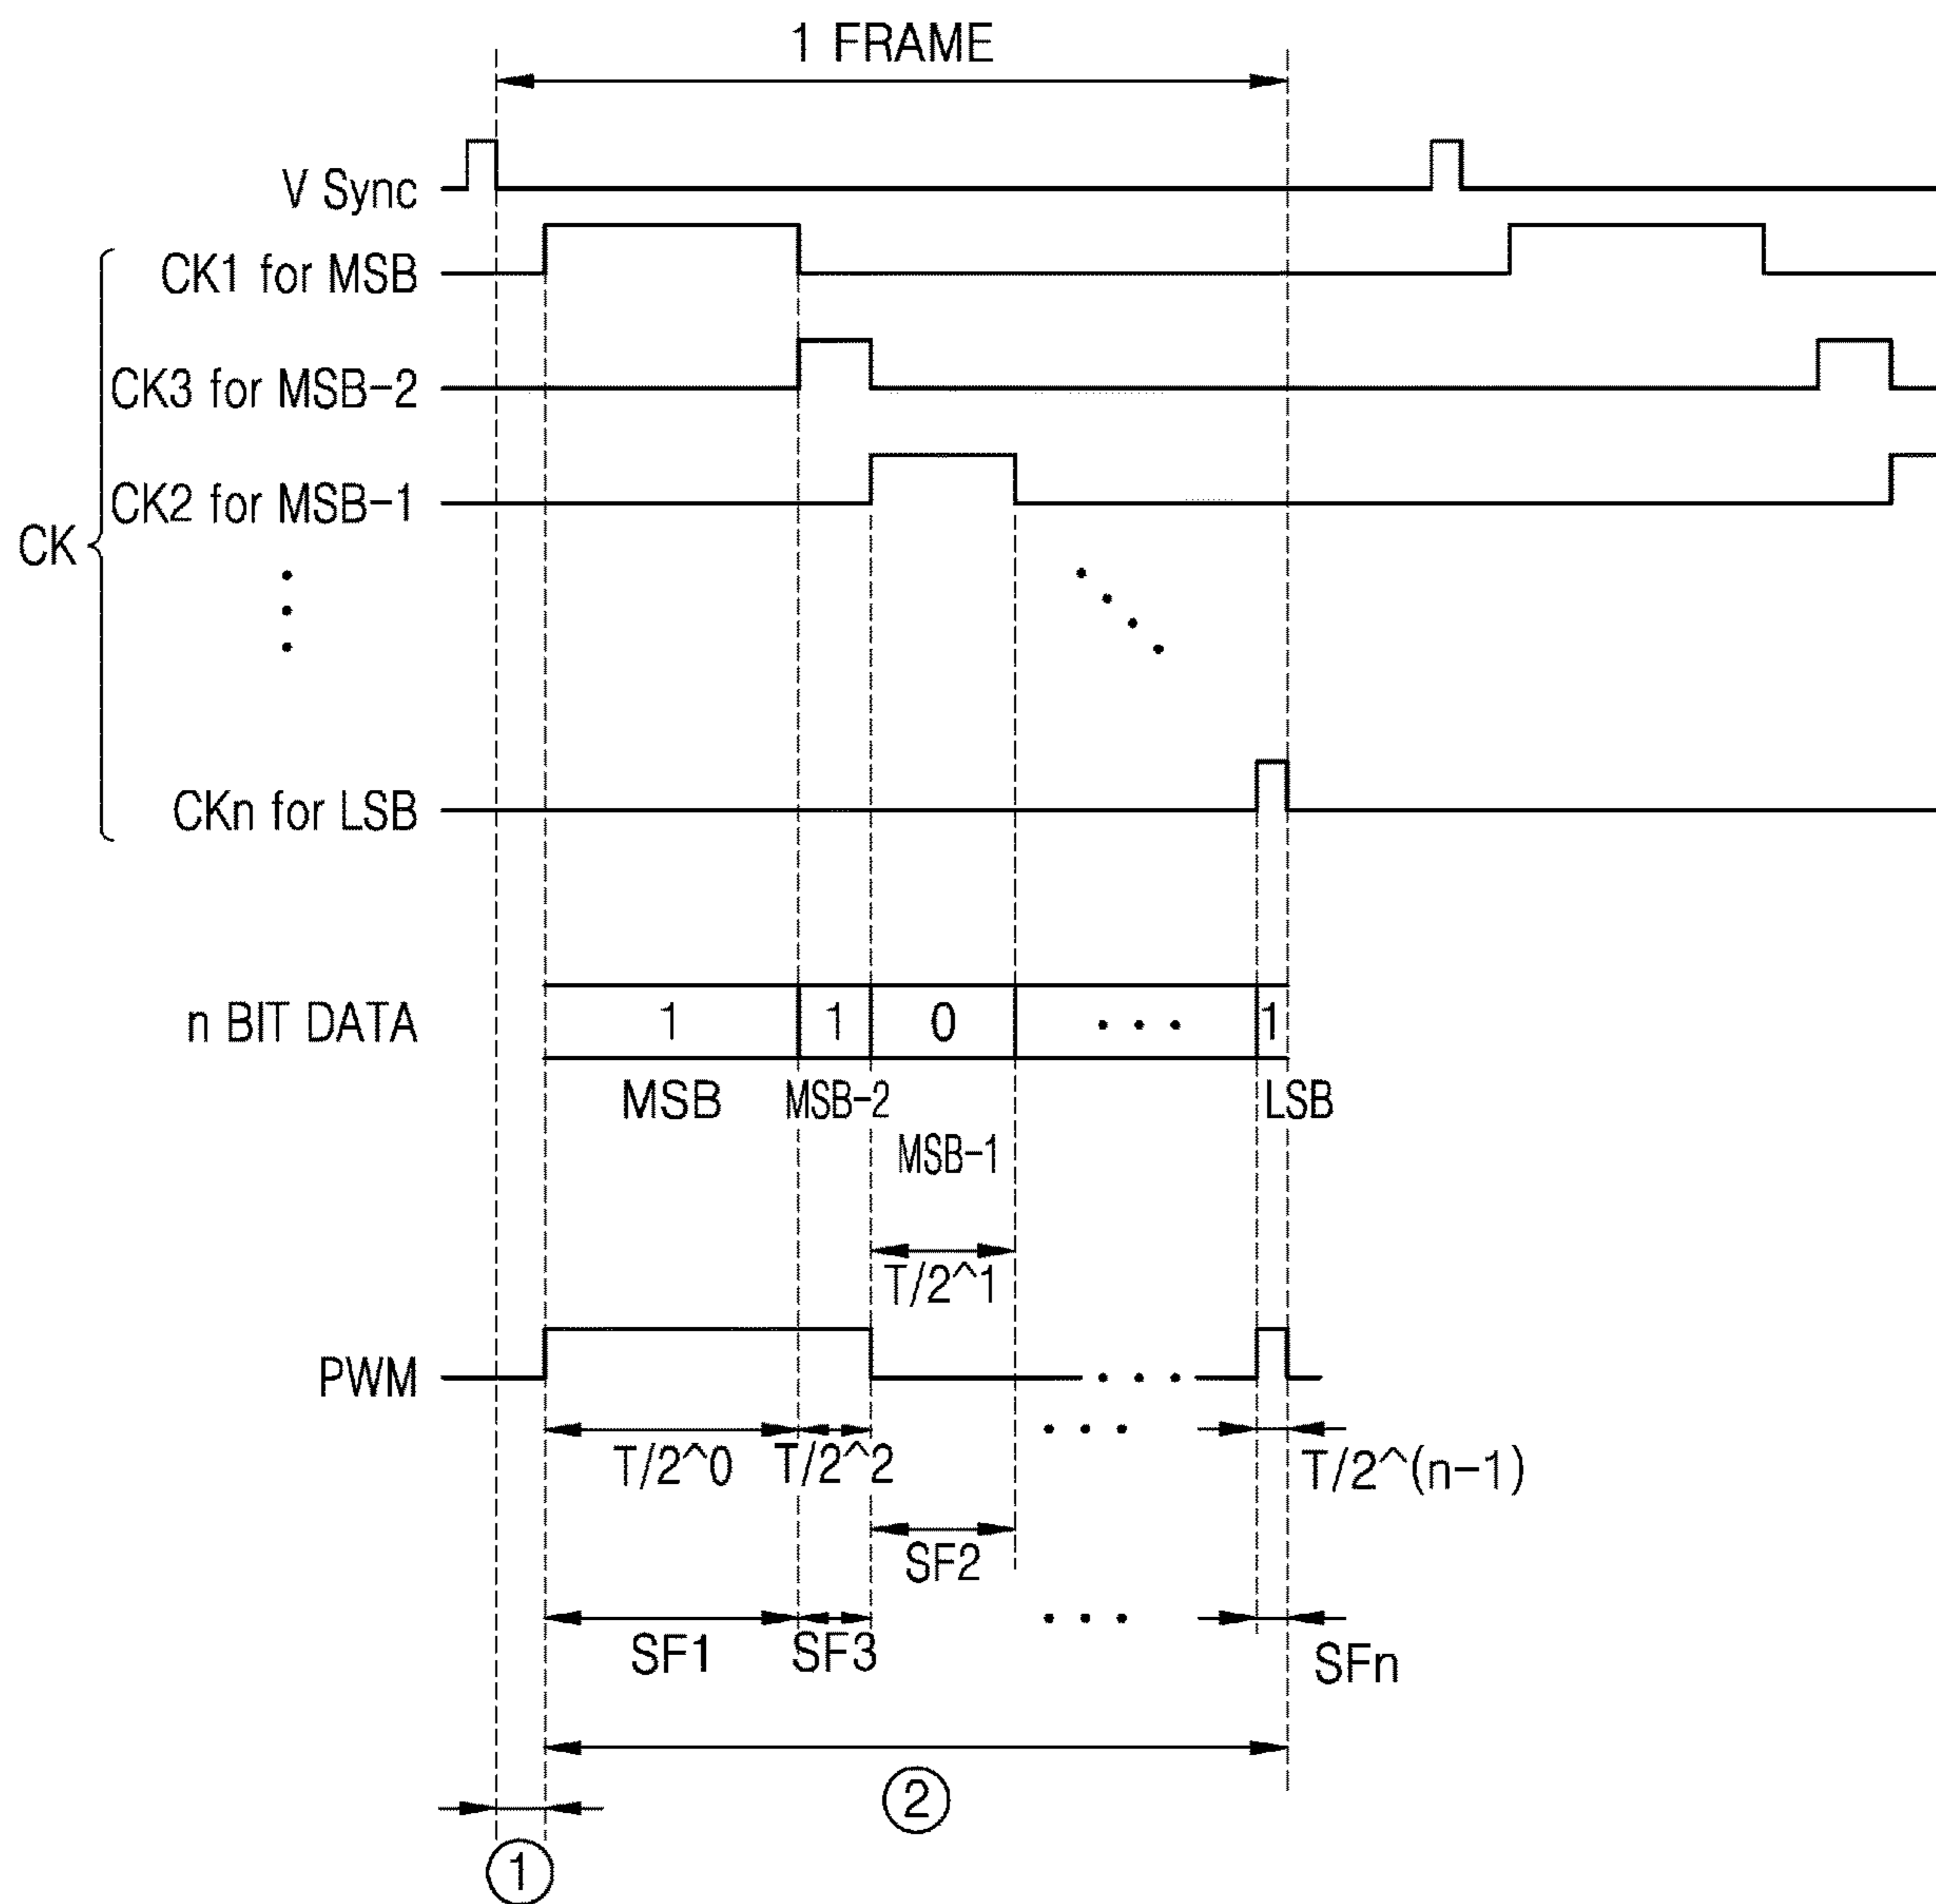 1 FRAME
V Sync
CK1 for MSB
CK3 for MSB-2
CK2 for MSB-1
CK
CKn for LSB
n BIT DATA 1 1 0 1
MSB MSB-2 LSB
MSB-1
T/2^1
PWM
T/2^0 T/2^2 T/2^(n-1)
SF2
SF1 SF3 SFn
②
①